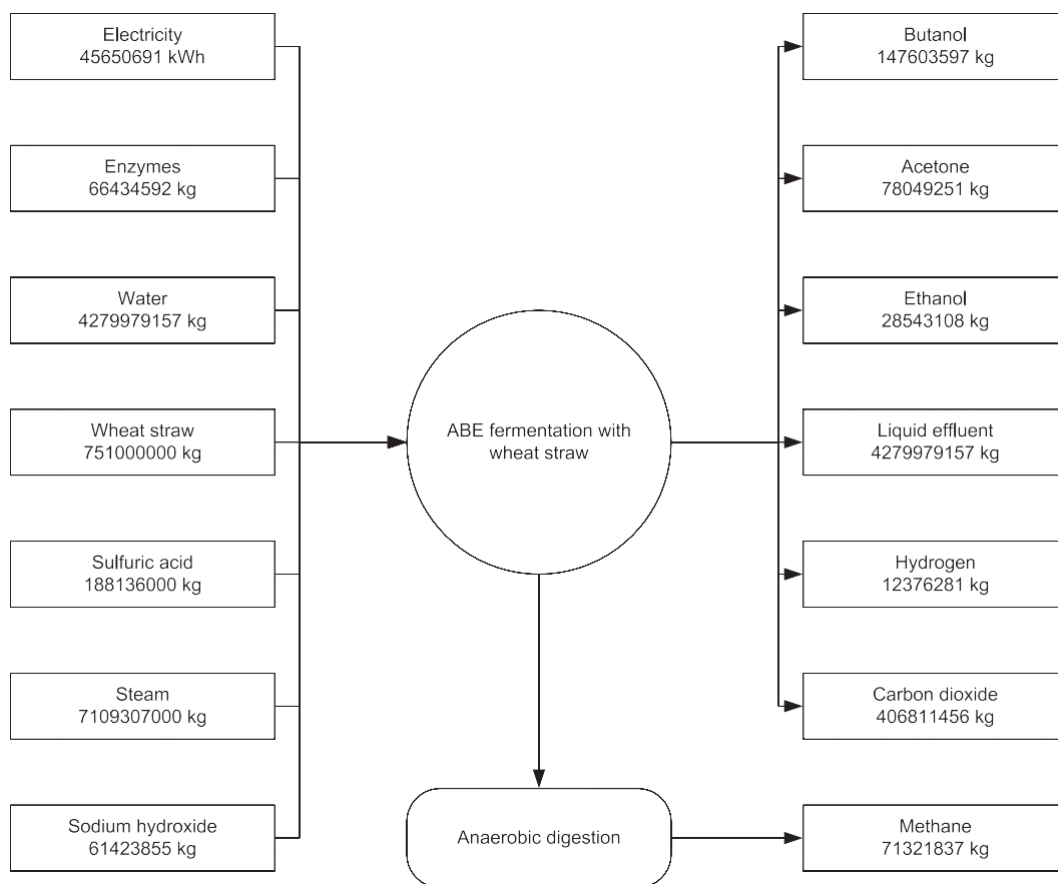 Electricity
45650691 kWh
Enzymes
66434592 kg
Water
4279979157 kg
Wheat straw
751000000 kg
Sulfuric acid
188136000 kg
Steam
7109307000 kg
Sodium hydroxide
61423855 kg
ABE fermentation with
wheat straw
Anaerobic digestion
Butanol
147603597 kg
Acetone
78049251 kg
Ethanol
28543108 kg
Liquid effluent
4279979157 kg
Hydrogen
12376281 kg
Carbon dioxide
406811456 kg
Methane
71321837 kg